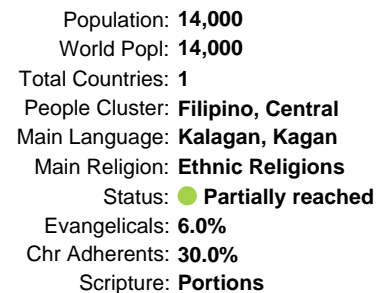 Population: 14,000
World Popl: 14,000
Total Countries: 1
People Cluster: Filipino, Central
Main Language: Kalagan, Kagan
Main Religion: Ethnic Religions
Status: Partially reached
Evangelicals: 6.0%
Chr Adherents: 30.0%
Scripture: Portions